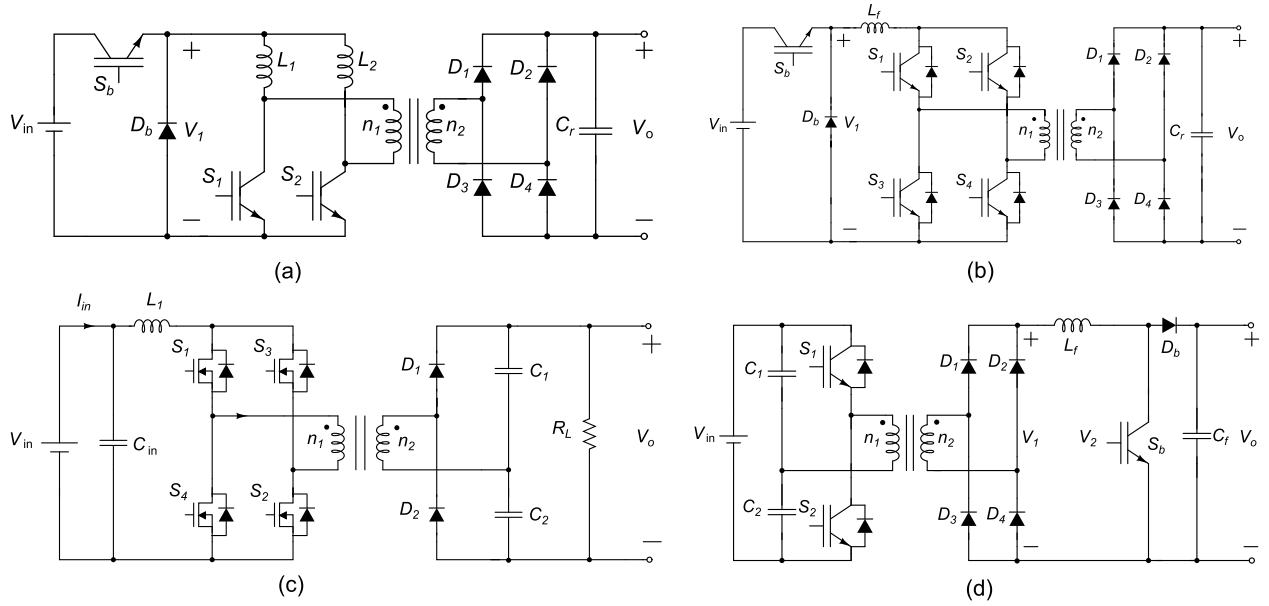 L1 L2
Sb
+
D1 D2
+
Vin
Db V1
n1 n2
Cr Vo
S1 S2
D3 D4
−
−
(a)
Lf
Sb
+
S1 S2
D1 D2
+
Vin
Db V1
n1 n2
Cr Vo
S3 S4
D3 D4
−
−
(b)
Iin L1
S1 S3
D1 C1
+
Vin
Cin
n1 n2
RL Vo
S4 S2
D2 C2
−
(c)
S1
C1
D1 D2
+
Lf
Db
+
Vin
n1 n2
V1
V2 Sb
Cf Vo
C2 S2
D3 D4
−
−
(d)